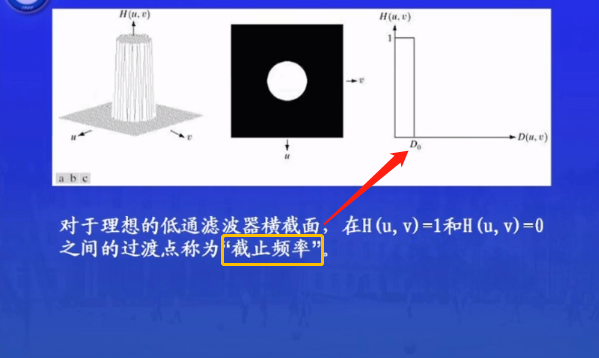 H(u,v)
u
v
v
u
H(u,v)
1
D(u,v)
D₀
a b c
对于理想的低通滤波器横截面，在H(u,v)=1和H(u,v)=0
之间的过渡点称为“截止频率”。